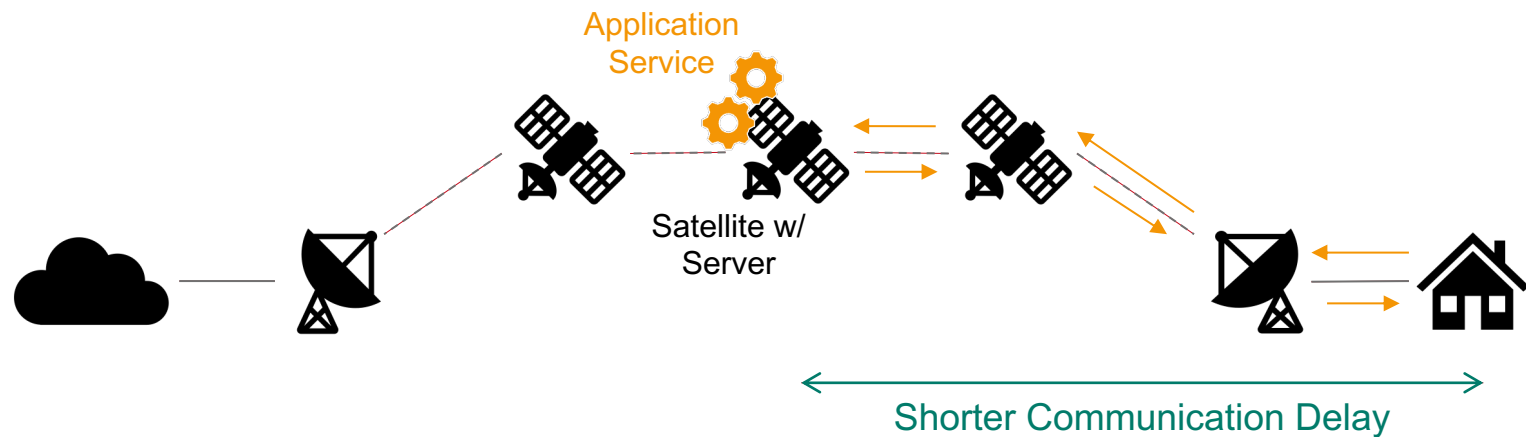 Application
Service
Satellite w/
Server
Shorter Communication Delay